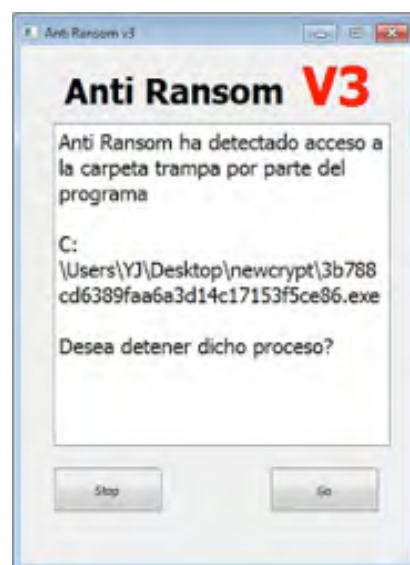 Anti Ransom v3
Anti Ransom V3
Anti Ransom ha detectado acceso a
la carpeta trampa por parte del
programa
C:
\Users\YJ\Desktop\newcrypt\3b788
cd6389faa6a3d14c17153f5ce86.exe
Desea detener dicho proceso?
Stop
Go